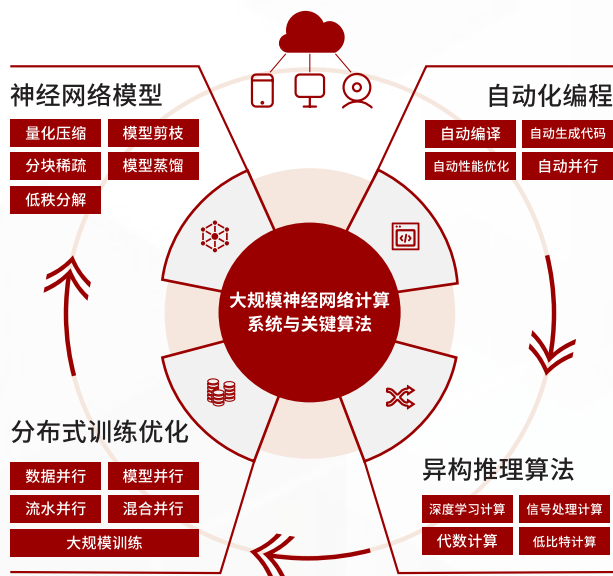 神经网络模型
量化压缩
模型剪枝
分块稀疏
模型蒸馏
低秩分解
自动化编程
自动编译
自动生成代码
自动性能优化
自动并行
大规模神经网络计算
系统与关键算法
分布式训练优化
数据并行
模型并行
流水并行
混合并行
大规模训练
异构推理算法
深度学习计算
信号处理计算
代数计算
低比特计算